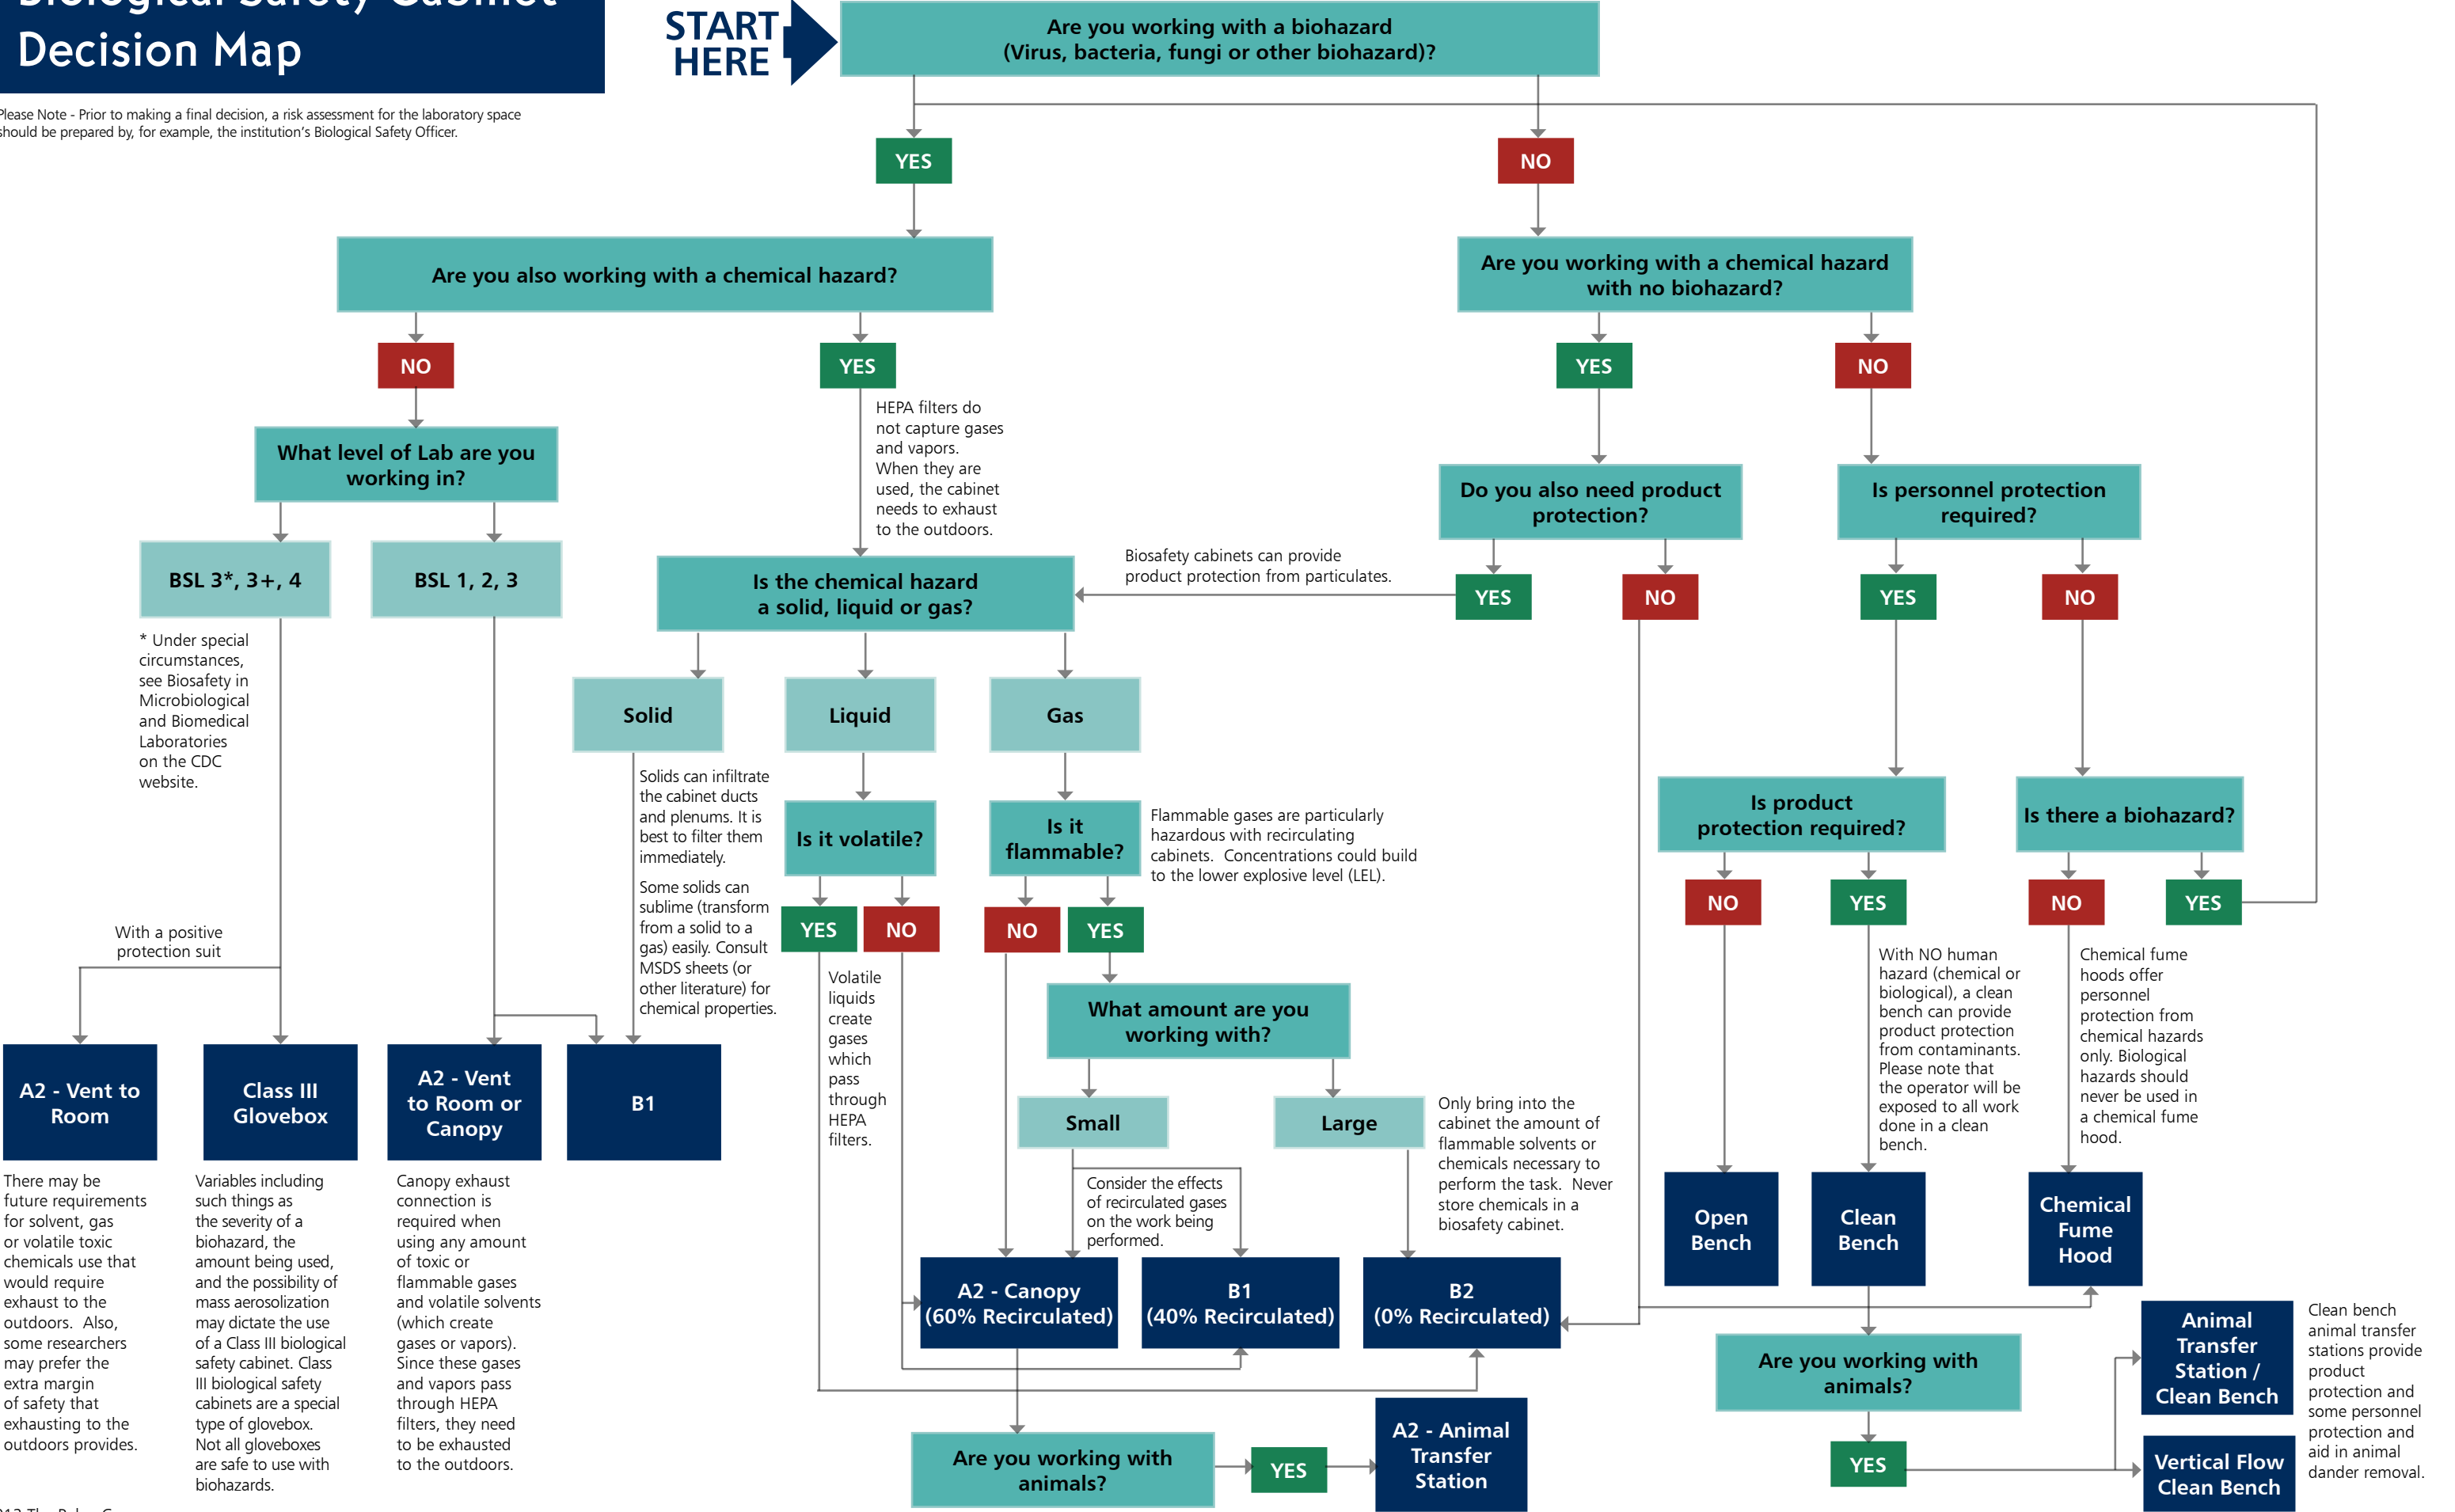 Biological Safety Cabinet
Decision Map
Please Note - Prior to making a final decision, a risk assessment for the laboratory space
should be prepared by, for example, the institution's Biological Safety Officer.
START
HERE
Are you working with a biohazard
(Virus, bacteria, fungi or other biohazard)?
YES
NO
Are you also working with a chemical hazard?
Are you working with a chemical hazard
with no biohazard?
NO
YES
YES
NO
HEPA filters do
not capture gases
and vapors.
When they are
used, the cabinet
needs to exhaust
to the outdoors.
What level of Lab are you
working in?
Do you also need product
protection?
Is personnel protection
required?
BSL 3*, 3+, 4
BSL 1, 2, 3
Is the chemical hazard
a solid, liquid or gas?
Biosafety cabinets can provide
product protection from particulates.
YES
NO
YES
NO
* Under special
circumstances,
see Biosafety in
Microbiological
and Biomedical
Laboratories
on the CDC
website.
Solid
Liquid
Gas
Solids can infiltrate
the cabinet ducts
and plenums. It is
best to filter them
immediately.
Some solids can
sublime (transform
from a solid to a
gas) easily. Consult
MSDS sheets (or
other literature) for
chemical properties.
Is it volatile?
Is it
flammable?
Flammable gases are particularly
hazardous with recirculating
cabinets.  Concentrations could build
to the lower explosive level (LEL).
Is product
protection required?
Is there a biohazard?
YES
NO
NO
YES
NO
YES
NO
YES
With a positive
protection suit
Volatile
liquids
create
gases
which
pass
through
HEPA
filters.
What amount are you
working with?
With NO human
hazard (chemical or
biological), a clean
bench can provide
product protection
from contaminants.
Please note that
the operator will be
exposed to all work
done in a clean
bench.
Chemical fume
hoods offer
personnel
protection from
chemical hazards
only. Biological
hazards should
never be used in
a chemical fume
hood.
A2 - Vent to
Room
Class III
Glovebox
A2 - Vent
to Room or
Canopy
B1
Small
Large
Only bring into the
cabinet the amount of
flammable solvents or
chemicals necessary to
perform the task.  Never
store chemicals in a
biosafety cabinet.
Consider the effects
of recirculated gases
on the work being
performed.
There may be
future requirements
for solvent, gas
or volatile toxic
chemicals use that
would require
exhaust to the
outdoors.  Also,
some researchers
may prefer the
extra margin
of safety that
exhausting to the
outdoors provides.
Variables including
such things as
the severity of a
biohazard, the
amount being used,
and the possibility of
mass aerosolization
may dictate the use
of a Class III biological
safety cabinet. Class
III biological safety
cabinets are a special
type of glovebox.
Not all gloveboxes
are safe to use with
biohazards.
Canopy exhaust
connection is
required when
using any amount
of toxic or
flammable gases
and volatile solvents
(which create
gases or vapors).
Since these gases
and vapors pass
through HEPA
filters, they need
to be exhausted
to the outdoors.
A2 - Canopy
(60% Recirculated)
B1
(40% Recirculated)
B2
(0% Recirculated)
Open
Bench
Clean
Bench
Chemical
Fume
Hood
Are you working with
animals?
YES
A2 - Animal
Transfer
Station
Are you working with
animals?
YES
Animal
Transfer
Station /
Clean Bench
Vertical Flow
Clean Bench
Clean bench
animal transfer
stations provide
product
protection and
some personnel
protection and
aid in animal
dander removal.